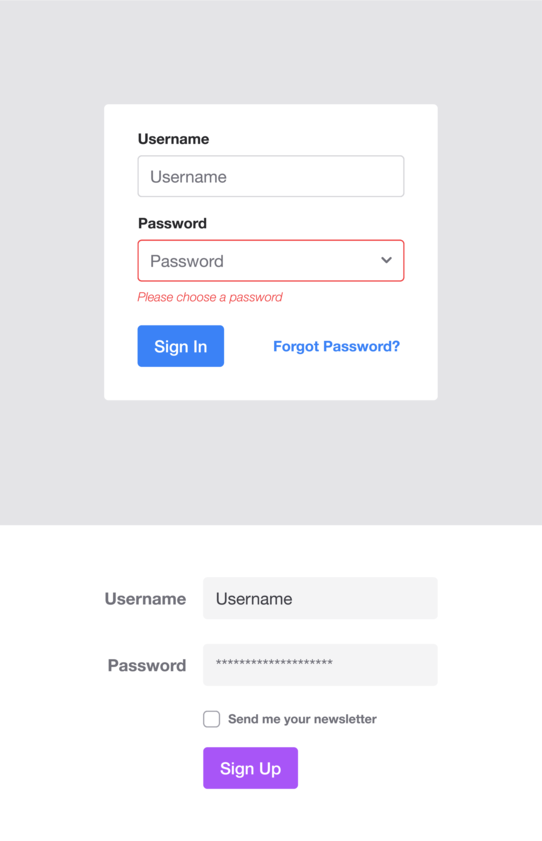 Username
Username
Password
Password
Please choose a password
Sign In Forgot Password?
Username Username
Password ********************
Send me your newsletter
Sign Up